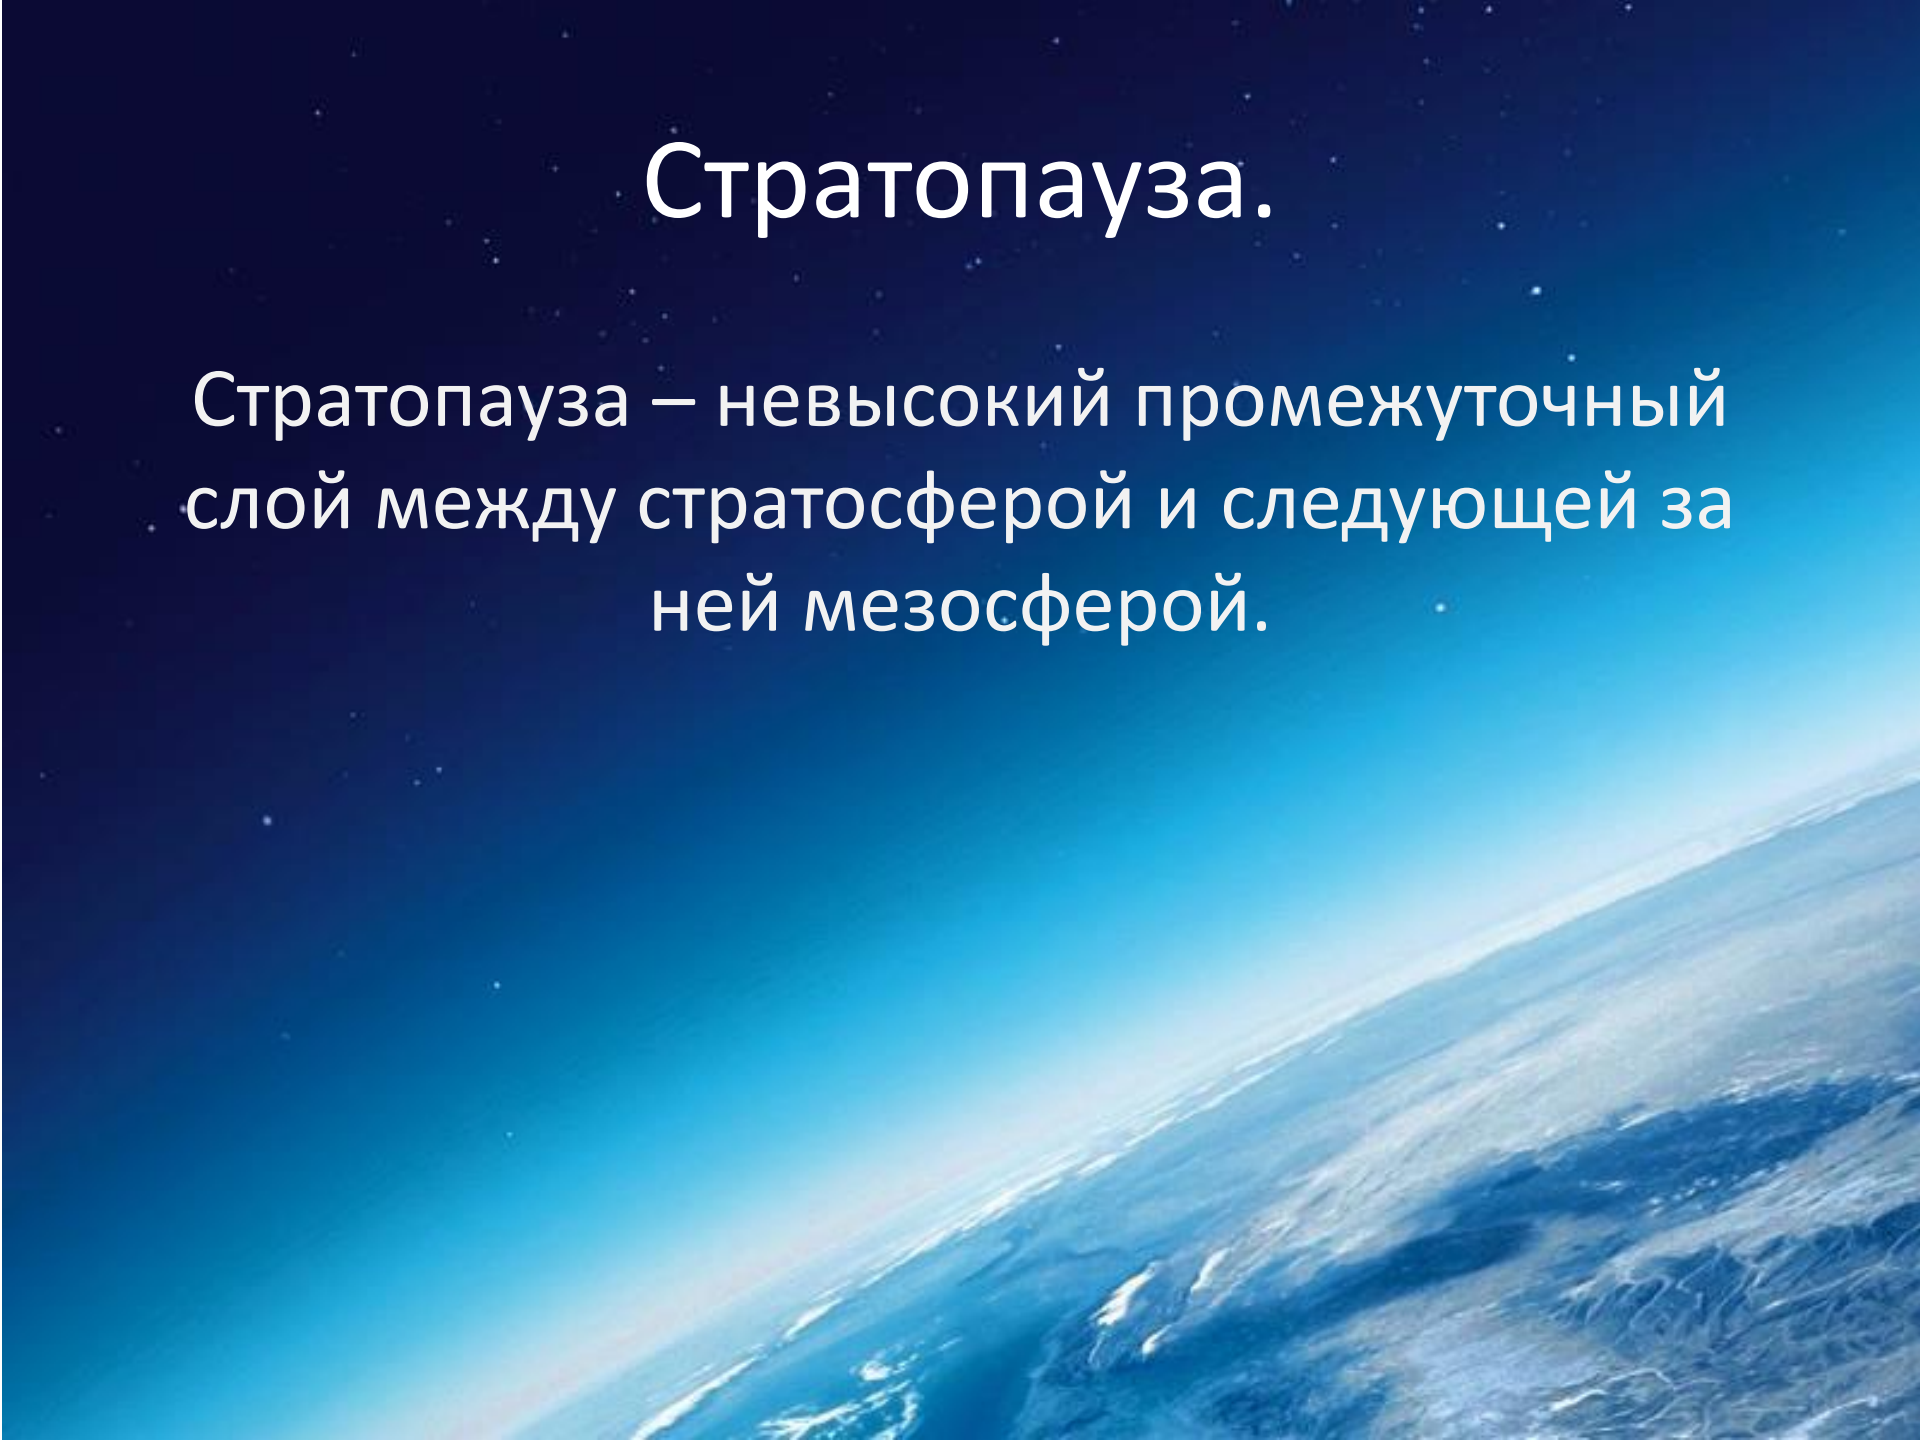 Стратопауза.
Стратопауза – невысокий промежуточный
слой между стратосферой и следующей за
ней мезосферой.